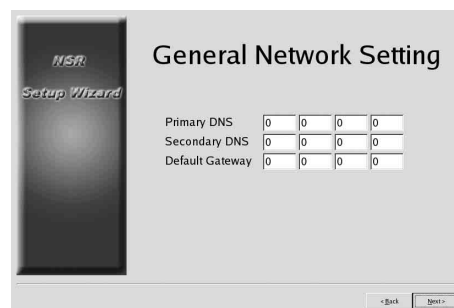 NSR
Setup Wizard
General Network Setting
Primary DNS 0 0 0 0
Secondary DNS 0 0 0 0
Default Gateway 0 0 0 0
< Back Next >